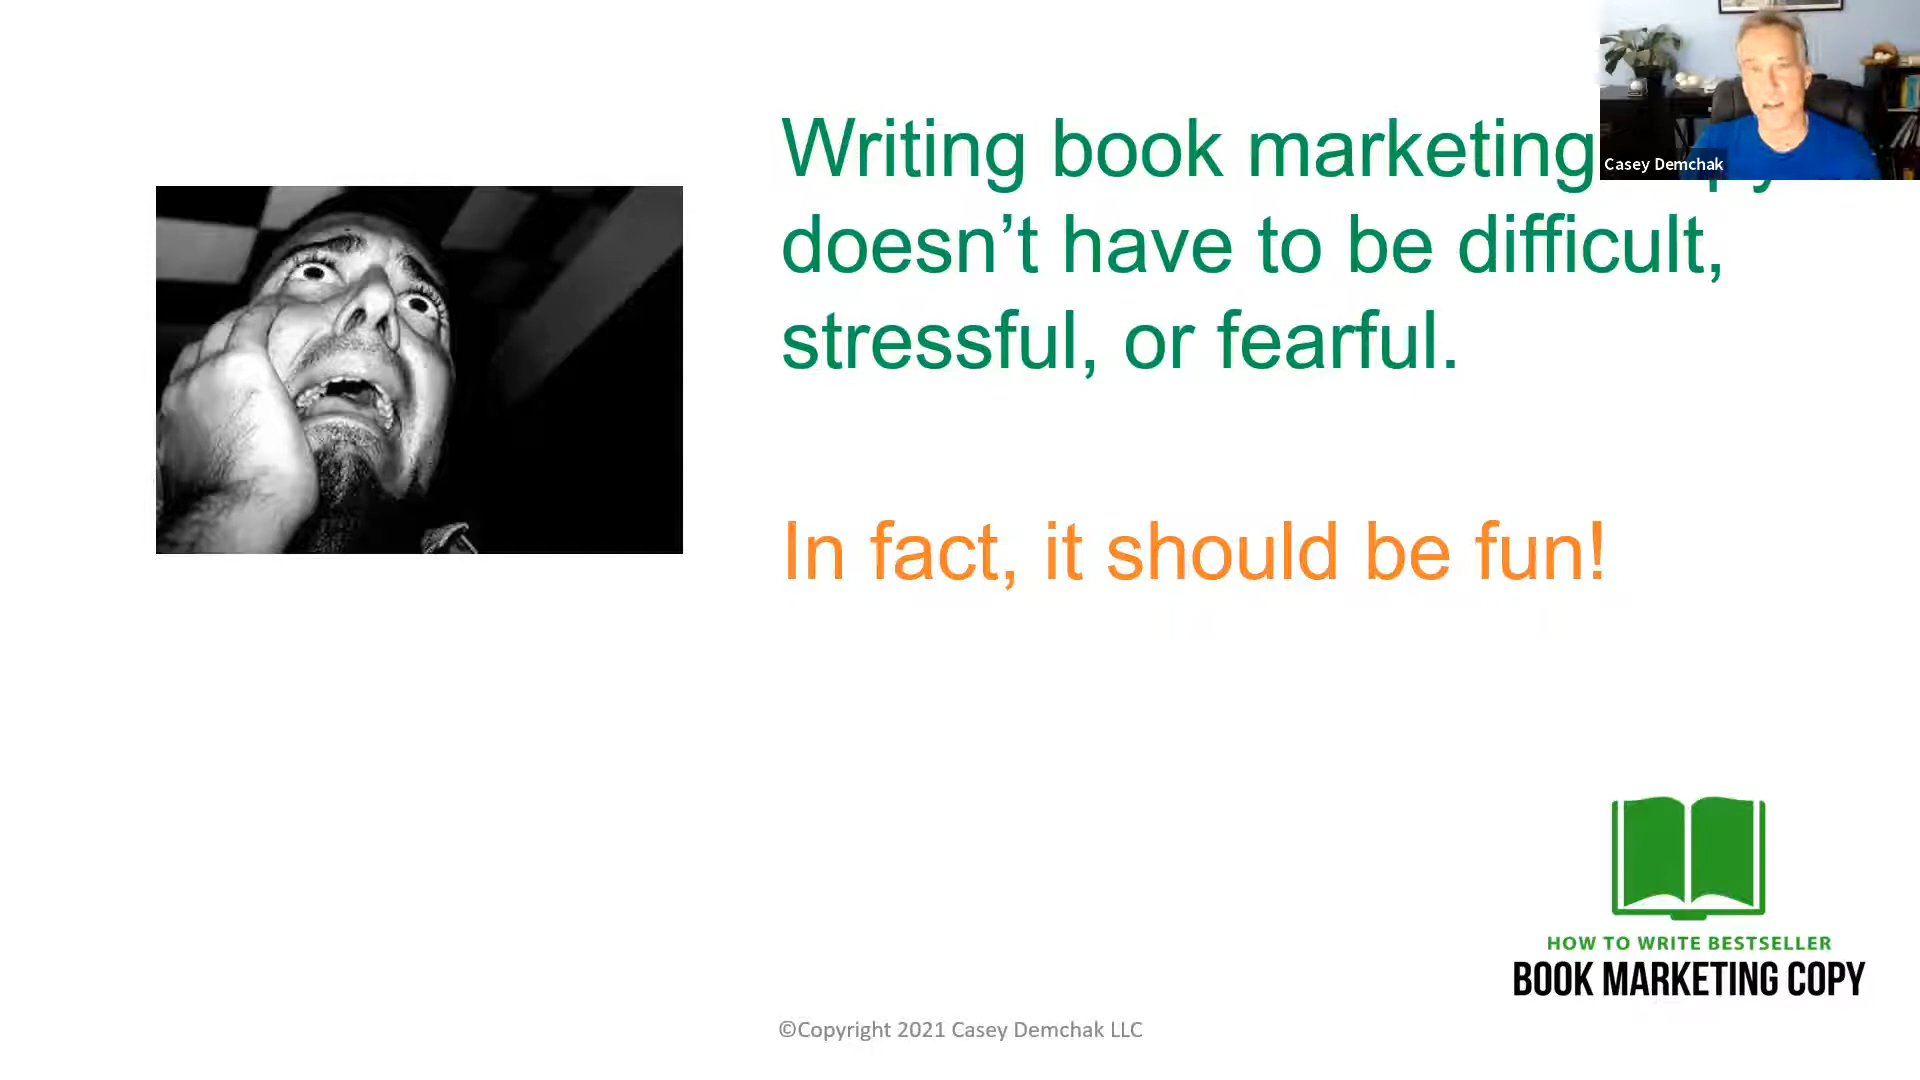 Writing book marketing
doesn’t have to be difficult,
stressful, or fearful.
In fact, it should be fun!
Casey Demchak
HOW TO WRITE BESTSELLER
BOOK MARKETING COPY
©Copyright 2021 Casey Demchak LLC